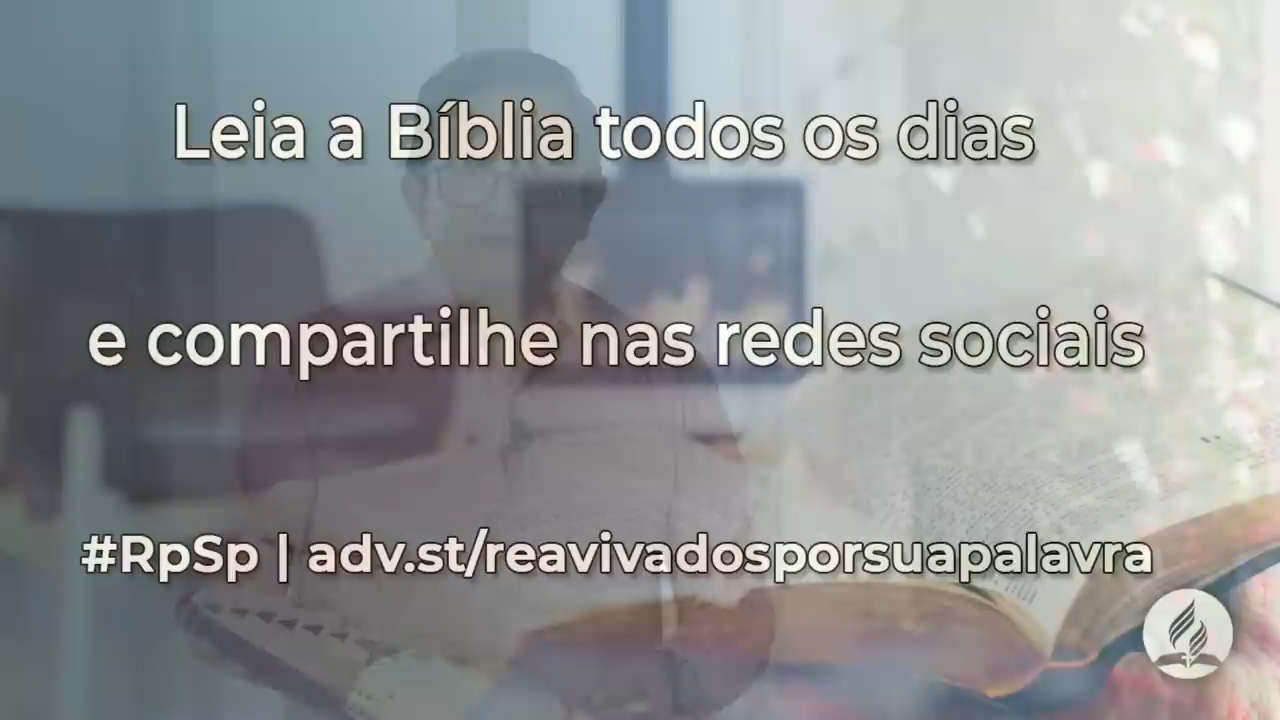 Leia a Bíblia todos os dias
e compartilhe nas redes sociais
#RpSp | adv.st/reavivadosporsuapalavra